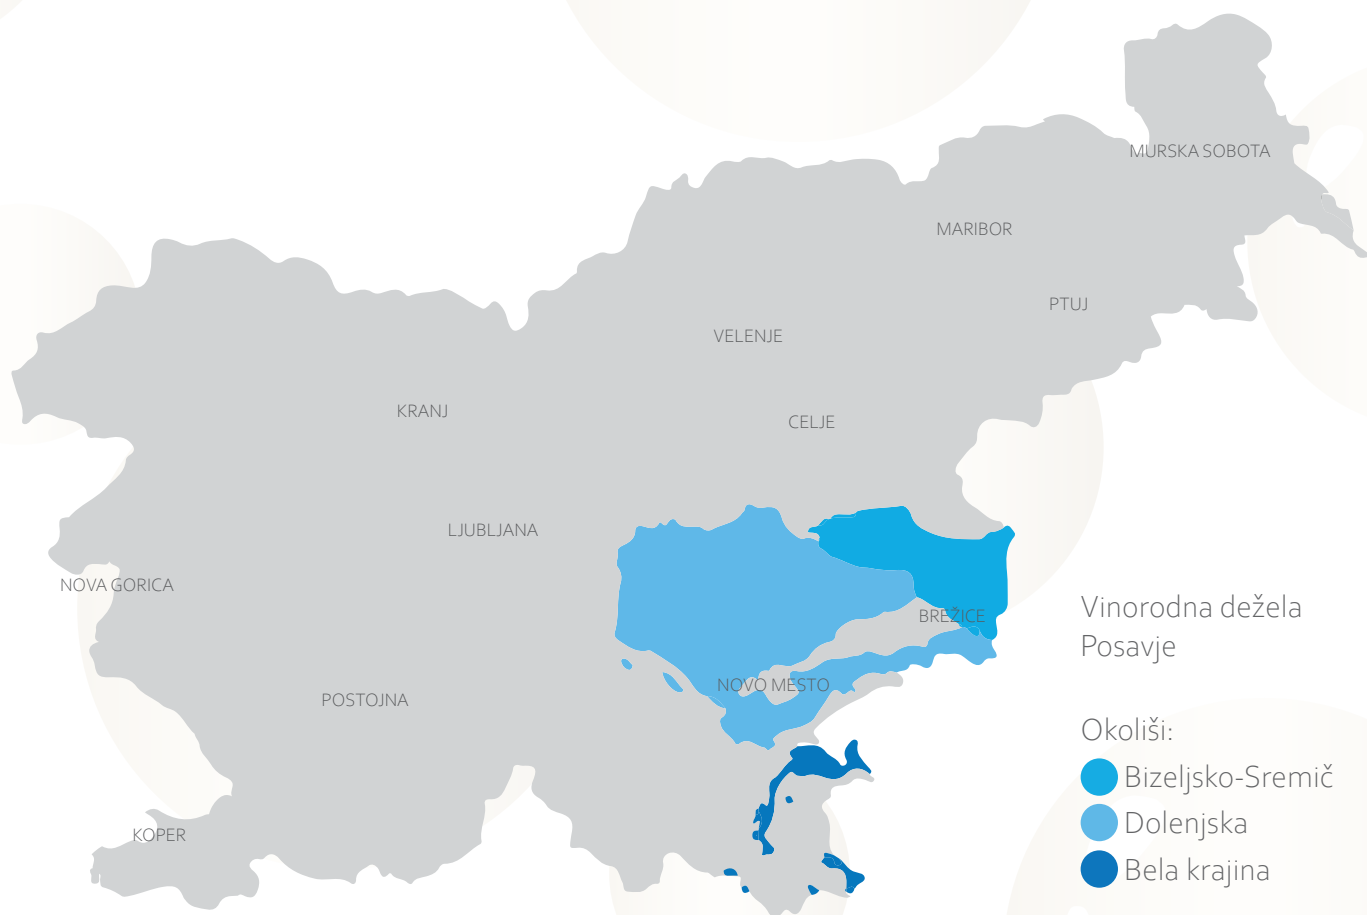 MURSKA SOBOTA
MARIBOR
PTUJ
VELENJE
KRANJ
CELJE
LJUBLJANA
NOVA GORICA
BREŽICE
NOVO MESTO
POSTOJNA
KOPER
Vinorodna dežela
Posavje
Okoliši:
Bizeljsko-Sremič
Dolenjska
Bela krajina